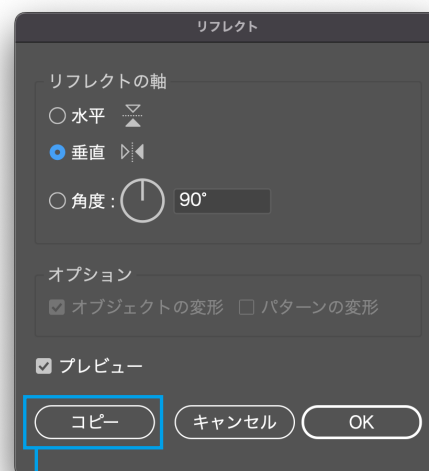 リフレクト
リフレクトの軸
水平
垂直
角度 : 90°
オプション
オブジェクトの変形 パターンの変形
プレビュー
コピー キャンセル OK